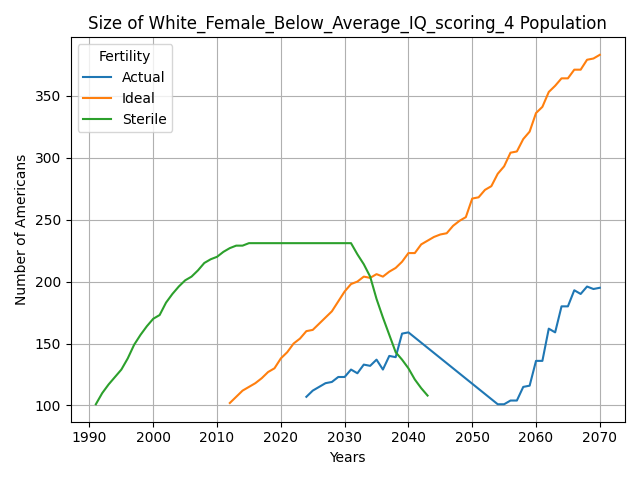 Size of White_Female_Below_Average_IQ_scoring_4 Population
Fertility
Actual
Ideal
Sterile
Number of Americans
350
300
250
200
150
100
1990
2000
2010
2020
2030
2040
2050
2060
2070
Years